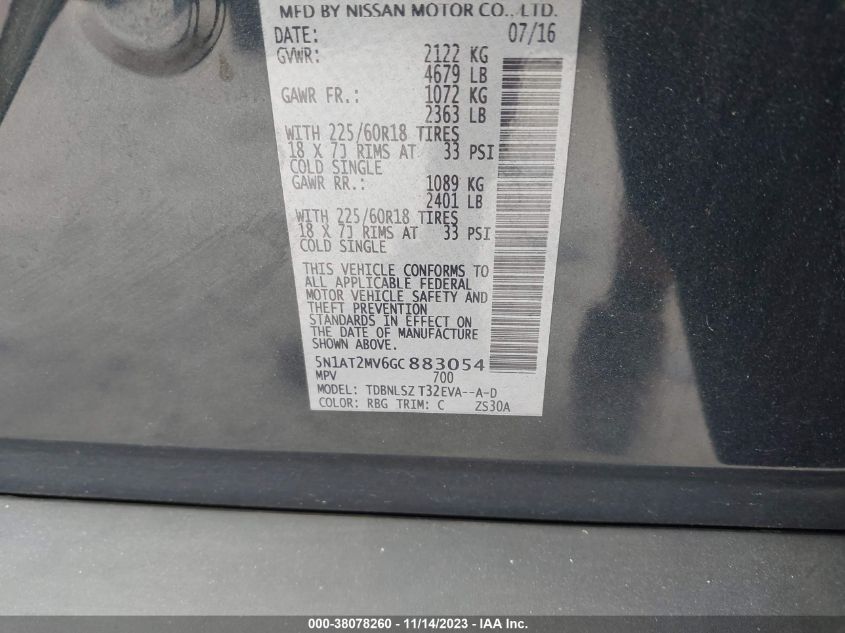 MFD BY NISSAN MOTOR CO., LTD.
DATE: 07/16
GVWR: 2122 KG
4679 LB
GAWR FR.: 1072 KG
2363 LB
WITH 225/60R18 TIRES
18 X 7J RIMS AT 33 PSI
COLD SINGLE
GAWR RR.: 1089 KG
2401 LB
WITH 225/60R18 TIRES
18 X 7J RIMS AT 33 PSI
COLD SINGLE
THIS VEHICLE CONFORMS TO
ALL APPLICABLE FEDERAL
MOTOR VEHICLE SAFETY AND
THEFT PREVENTION
STANDARDS IN EFFECT ON
THE DATE OF MANUFACTURE
SHOWN ABOVE.
5N1AT2MV6GC883054
MPV 700
MODEL: TDBNLSZ T32EVA--A-D
COLOR: RBG TRIM: C ZS30A
000-38078260 - 11/14/2023 - IAA Inc.